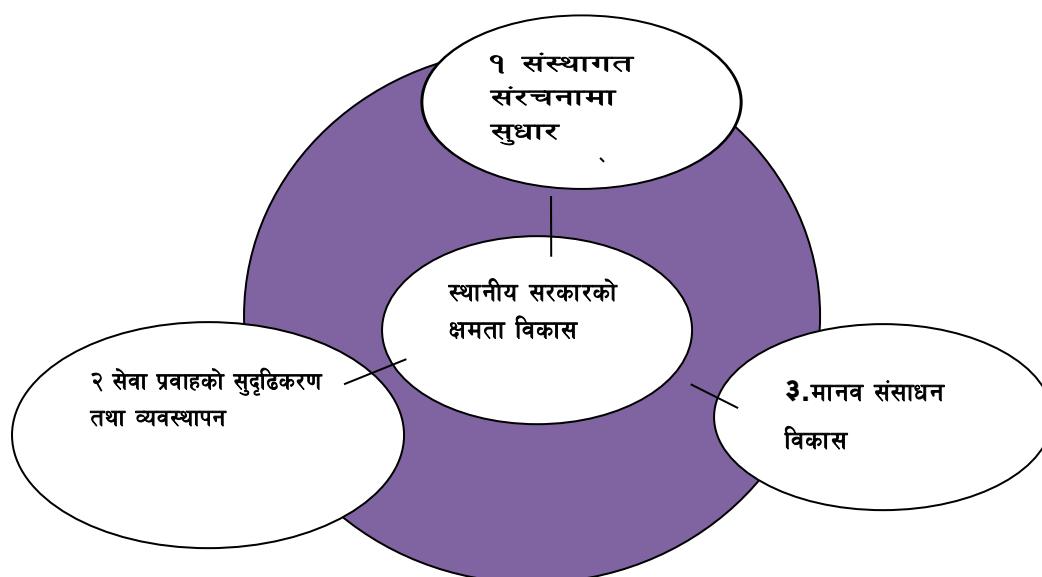 १ संस्थागत
संरचनामा
सुधार
स्थानीय सरकारको
क्षमता विकास
२ सेवा प्रवाहको सुदृढिकरण
तथा व्यवस्थापन
३.मानव संसाधन
विकास